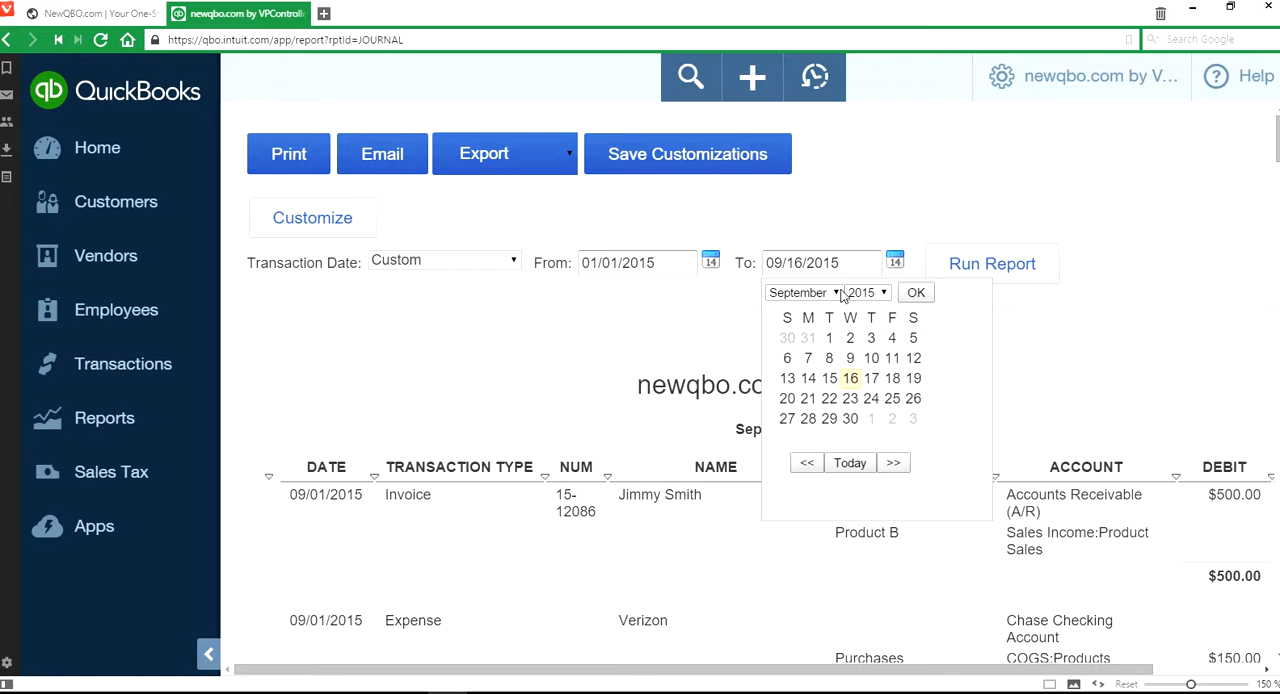 NewQBO.com | Your One-S
newqbo.com by VPControlle
https://qbo.intuit.com/app/report?rptId=JOURNAL
Search Google
qb QuickBooks
newqbo.com by V...
Help
Home
Customers
Vendors
Employees
Transactions
Reports
Sales Tax
Apps
Print Email Export Save Customizations
Customize
Transaction Date: Custom From: 01/01/2015 14 To: 09/16/2015 14 Run Report
September 2015 OK
S M T W T F S
30 31 1 2 3 4 5
6 7 8 9 10 11 12
13 14 15 16 17 18 19
20 21 22 23 24 25 26
27 28 29 30 1 2 3
<< Today >>
newqbo.co
Sep
DATE TRANSACTION TYPE NUM NAME ACCOUNT DEBIT
09/01/2015 Invoice 15- Jimmy Smith Accounts Receivable $500.00
12086 (A/R)
Product B Sales Income:Product
Sales
$500.00
09/01/2015 Expense Verizon Chase Checking
Account
Purchases COGS:Products $150.00
Reset 150 %